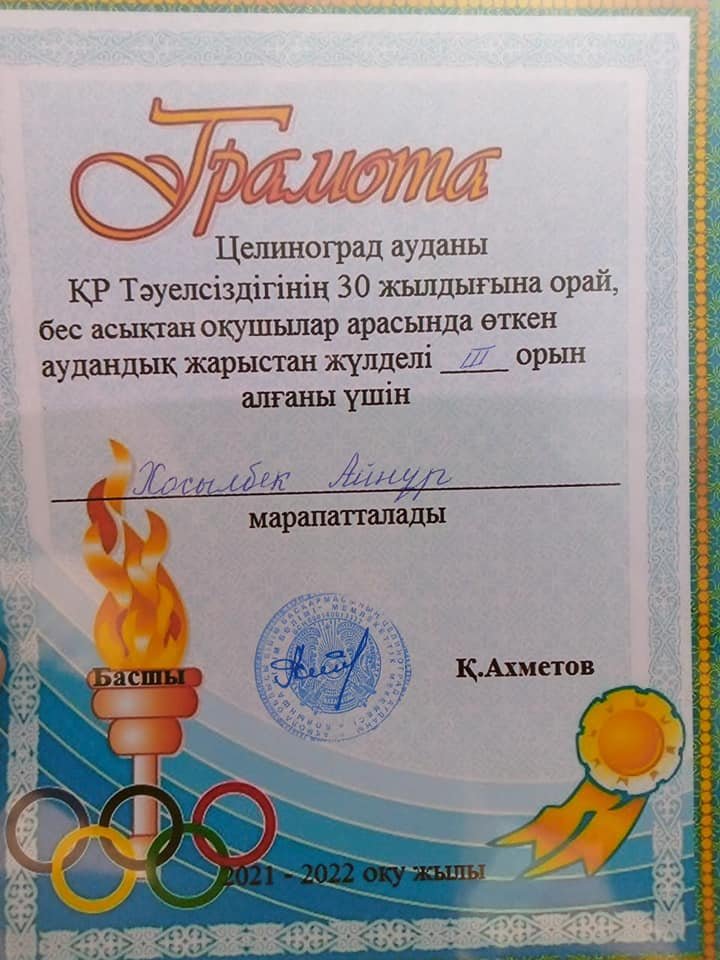 Грамота
Целиноград ауданы
ҚР Тәуелсіздігінің 30 жылдығына орай,
бес асықтан оқушылар арасында өткен
аудандық жарыстан жүлделі III орын
алғаны үшін
Хосылбек Айнур
марапатталады
Басшы Қ.Ахметов
2021 - 2022 оқу жылы